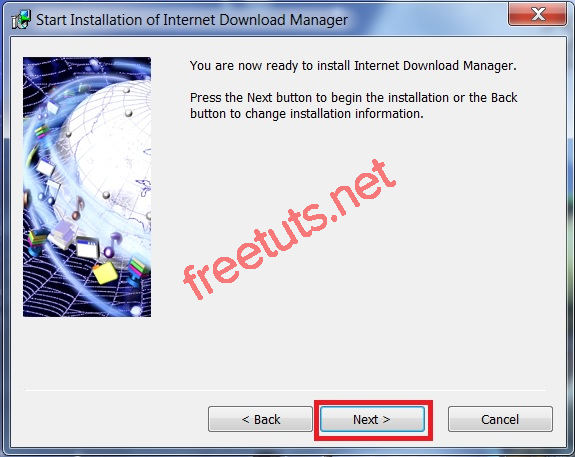 Start Installation of Internet Download Manager
You are now ready to install Internet Download Manager.
Press the Next button to begin the installation or the Back
button to change installation information.
freetuts.net
< Back
Next >
Cancel